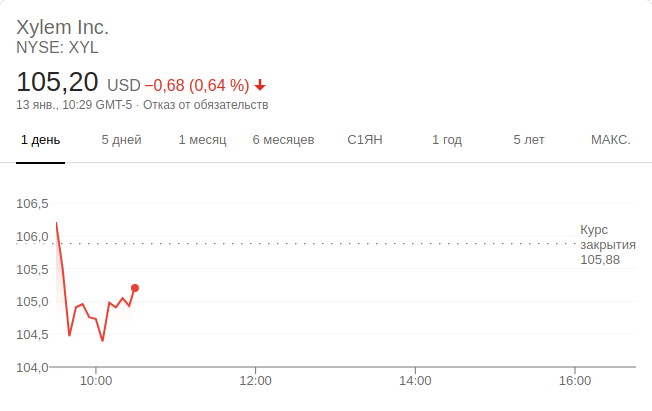 Xylem Inc.
NYSE: XYL
105,20 USD −0,68 (0,64 %)
13 янв., 10:29 GMT-5 · Отказ от обязательств
1 день 5 дней 1 месяц 6 месяцев С1ЯН 1 год 5 лет МАКС.
106,5
106,0
105,5
105,0
104,5
104,0
Курс
закрытия
105,88
10:00 12:00 14:00 16:00